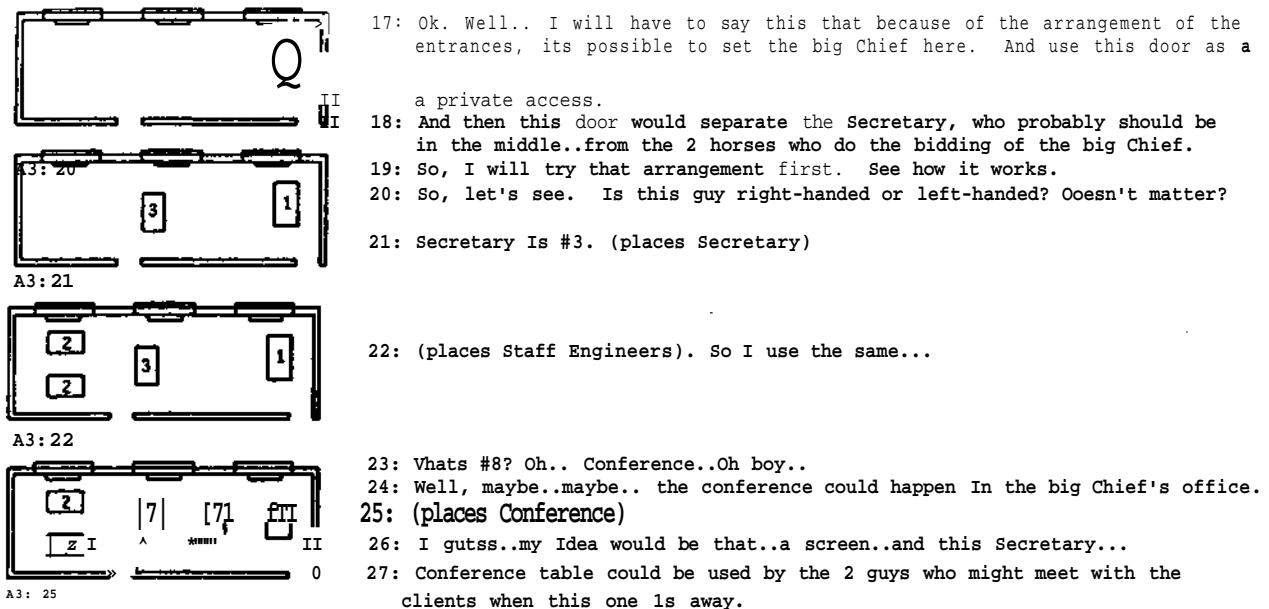 17: Ok. Well.. I will have to say this that because of the arrangement of the
entrances, its possible to set the big Chief here. And use this door as a
a private access.
18: And then this door would separate the Secretary, who probably should be
in the middle..from the 2 horses who do the bidding of the big Chief.
19: So, I will try that arrangement first. See how it works.
20: So, let's see. Is this guy right-handed or left-handed? Ooesn't matter?
21: Secretary Is #3. (places Secretary)
22: (places Staff Engineers). So I use the same...
23: Vhats #8? Oh.. Conference..Oh boy..
24: Well, maybe..maybe.. the conference could happen In the big Chief's office.
25: (places Conference)
26: I gutss..my Idea would be that..a screen..and this Secretary...
27: Conference table could be used by the 2 guys who might meet with the
clients when this one 1s away.
Q
II
II
A3: 20
3
1
A3: 21
2
2
3
1
A3: 22
2
|7|
[71
fTI
z I
^
II
0
A3: 25